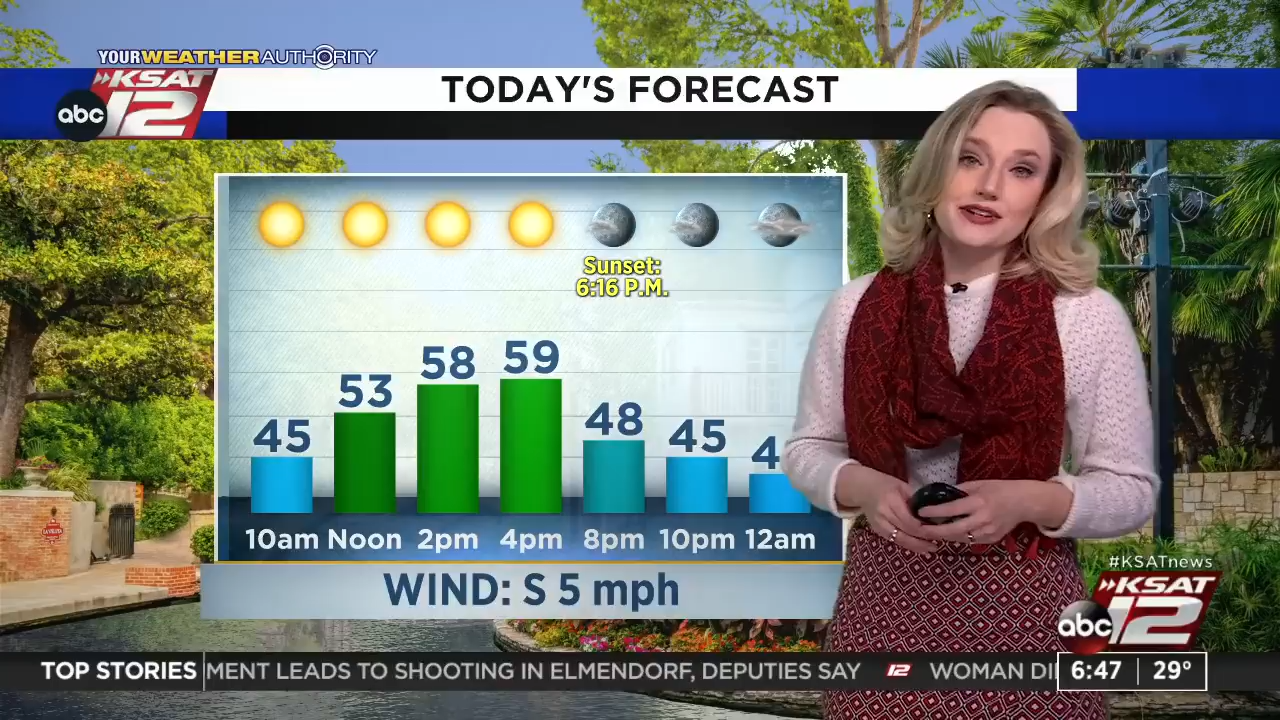 YOURWEATHERAUTHORITY
KSAT
abc 12
TODAY'S FORECAST
Sunset:
6:16 P.M.
45 53 58 59 48 45 4
10am Noon 2pm 4pm 8pm 10pm 12am
WIND: S 5 mph
#KSATnews
KSAT
abc 12
TOP STORIES MENT LEADS TO SHOOTING IN ELMENDORF, DEPUTIES SAY 12 WOMAN DI 6:47 29°